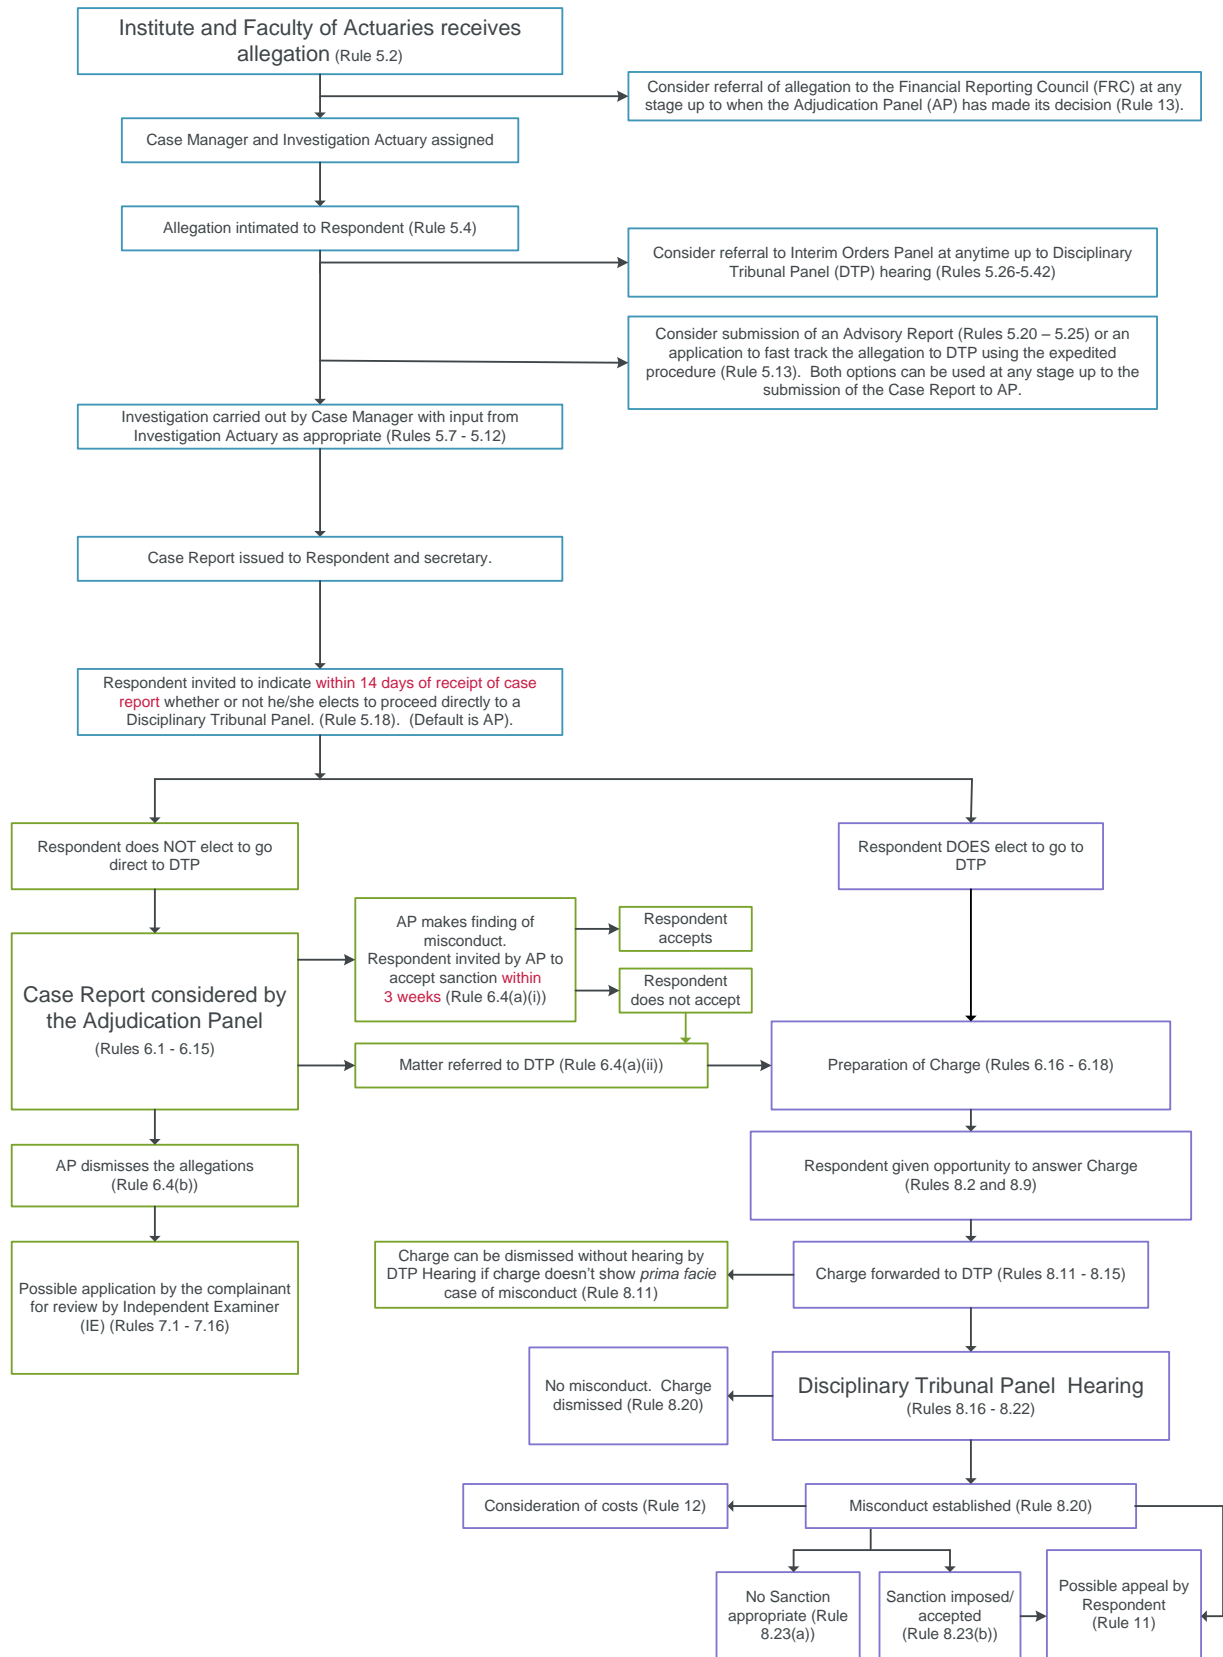 Institute and Faculty of Actuaries receives
allegation (Rule 5.2)
Consider referral of allegation to the Financial Reporting Council (FRC) at any
stage up to when the Adjudication Panel (AP) has made its decision (Rule 13).
Case Manager and Investigation Actuary assigned
Allegation intimated to Respondent (Rule 5.4)
Consider referral to Interim Orders Panel at anytime up to Disciplinary
Tribunal Panel (DTP) hearing (Rules 5.26-5.42)
Consider submission of an Advisory Report (Rules 5.20 – 5.25) or an
application to fast track the allegation to DTP using the expedited
procedure (Rule 5.13).  Both options can be used at any stage up to the
submission of the Case Report to AP.
Investigation carried out by Case Manager with input from
Investigation Actuary as appropriate (Rules 5.7 - 5.12)
Case Report issued to Respondent and secretary.
Respondent invited to indicate within 14 days of receipt of case
report whether or not he/she elects to proceed directly to a
Disciplinary Tribunal Panel. (Rule 5.18).  (Default is AP).
Respondent does NOT elect to go
direct to DTP
Respondent DOES elect to go to
DTP
AP makes finding of
misconduct.
Respondent invited by AP to
accept sanction within
3 weeks (Rule 6.4(a)(i))
Respondent
accepts
Respondent
does not accept
Case Report considered by
the Adjudication Panel
(Rules 6.1 - 6.15)
Matter referred to DTP (Rule 6.4(a)(ii))
Preparation of Charge (Rules 6.16 - 6.18)
AP dismisses the allegations
(Rule 6.4(b))
Respondent given opportunity to answer Charge
(Rules 8.2 and 8.9)
Possible application by the complainant
for review by Independent Examiner
(IE) (Rules 7.1 - 7.16)
Charge can be dismissed without hearing by
DTP Hearing if charge doesn't show prima facie
case of misconduct (Rule 8.11)
Charge forwarded to DTP (Rules 8.11 - 8.15)
No misconduct.  Charge
dismissed (Rule 8.20)
Disciplinary Tribunal Panel  Hearing
(Rules 8.16 - 8.22)
Consideration of costs (Rule 12)
Misconduct established (Rule 8.20)
No Sanction
appropriate (Rule
8.23(a))
Sanction imposed/
accepted
(Rule 8.23(b))
Possible appeal by
Respondent
(Rule 11)